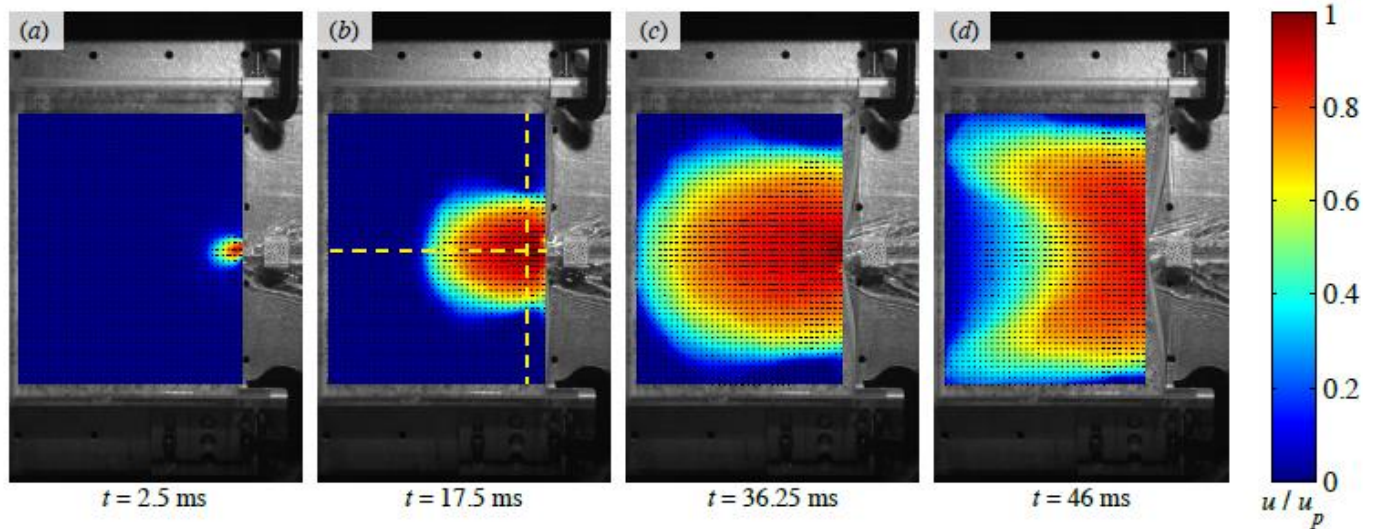 (a) (b) (c) (d)
1
0.8
0.6
0.4
0.2
0
t = 2.5 ms t = 17.5 ms t = 36.25 ms t = 46 ms
u / u_p